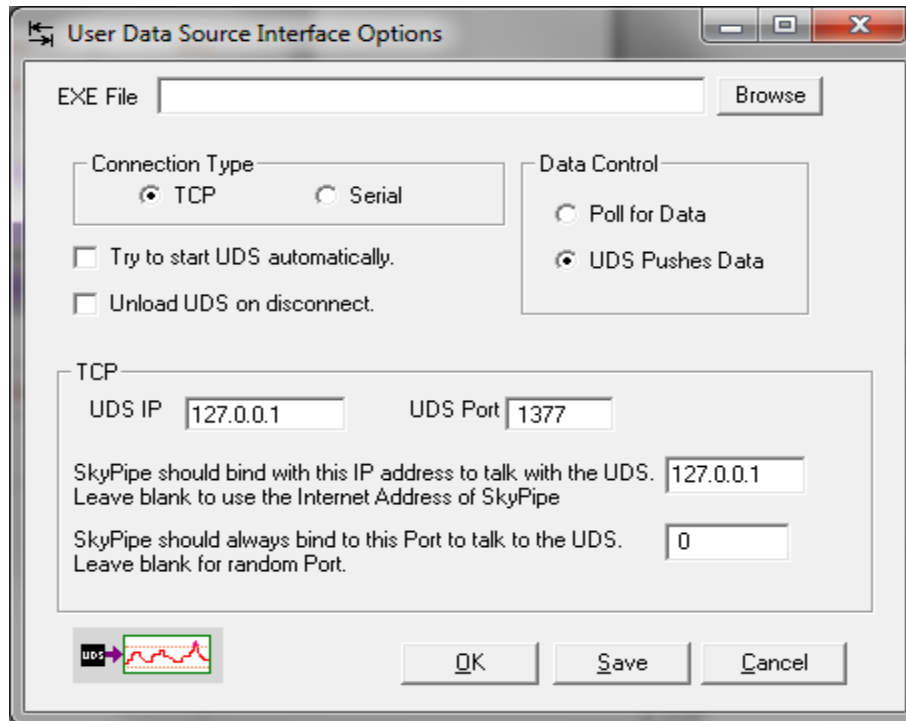 User Data Source Interface Options
EXE File
Browse
Connection Type
TCP
Serial
Data Control
Poll for Data
UDS Pushes Data
Try to start UDS automatically.
Unload UDS on disconnect.
TCP
UDS IP
127.0.0.1
UDS Port
1377
SkyPipe should bind with this IP address to talk with the UDS.
Leave blank to use the Internet Address of SkyPipe
127.0.0.1
SkyPipe should always bind to this Port to talk to the UDS.
Leave blank for random Port.
0
UDS
OK
Save
Cancel